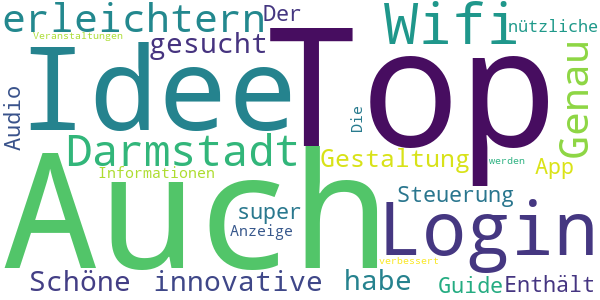 erleichtern Der Wifi nützliche
Veranstaltungen
gesucht
Idee Top
Audio Die Genau
Darmstadt Gestaltung App
werden
Informationen
Auch
Steuerung
super
Login
Anzeige
verbessert
Schöne innovative habe Guide Enthält